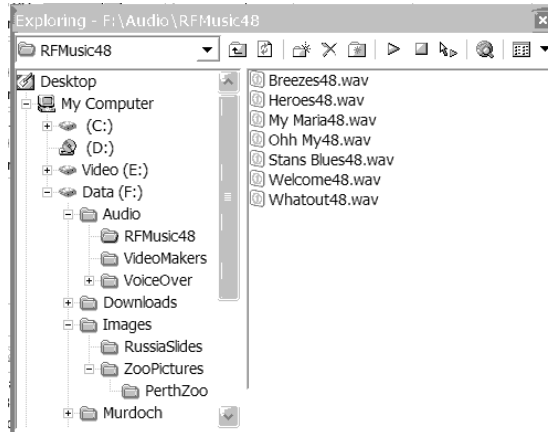 Exploring - F:\Audio\RFMusic48
RFMusic48
Desktop
My Computer
(C:)
(D:)
Video (E:)
Data (F:)
Audio
RFMusic48
VideoMakers
VoiceOver
Downloads
Images
RussiaSlides
ZooPictures
PerthZoo
Murdoch
Breezes48.wav
Heroes48.wav
My Maria48.wav
Ohh My48.wav
Stans Blues48.wav
Welcome48.wav
Whatout48.wav